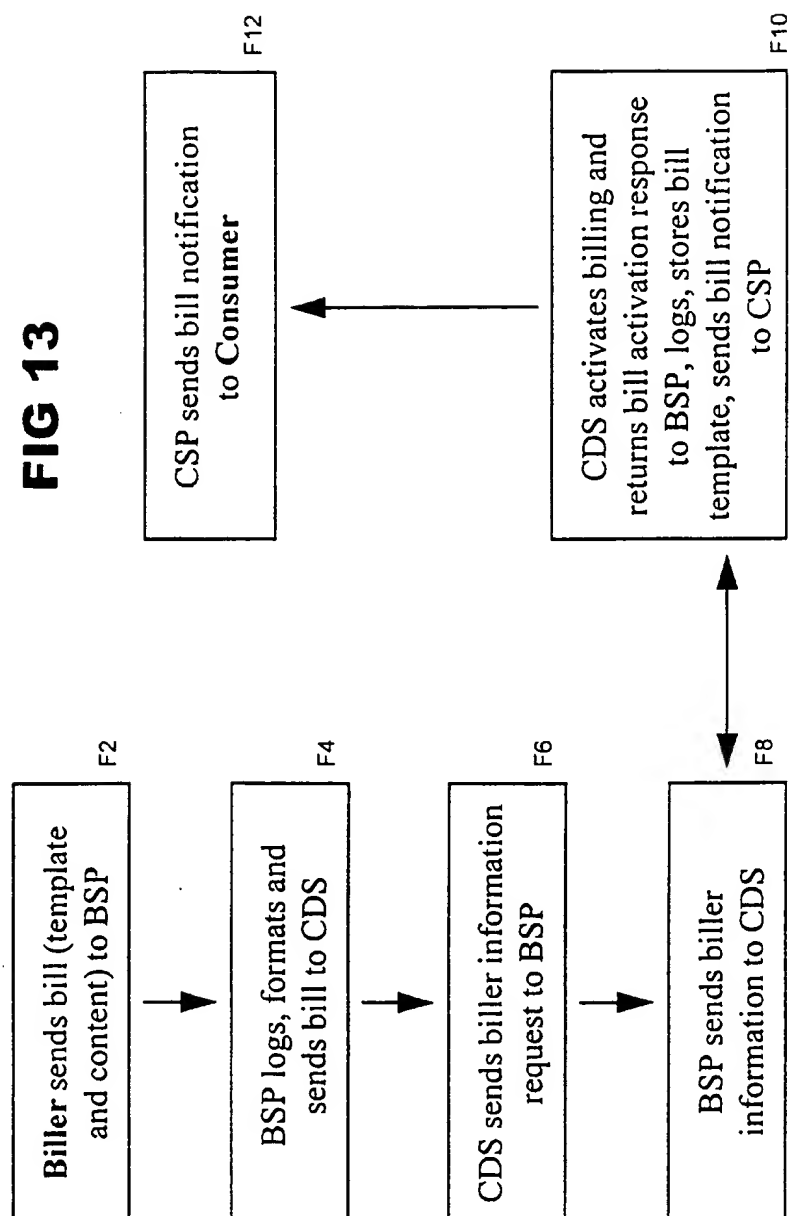 FIG 13
Biller sends bill (template
and content) to BSP
F2
BSP logs, formats and
sends bill to CDS
F4
CDS sends biller information
request to BSP
F6
BSP sends biller
information to CDS
F8
CDS activates billing and
returns bill activation response
to BSP, logs, stores bill
template, sends bill notification
to CSP
F10
CSP sends bill notification
to Consumer
F12